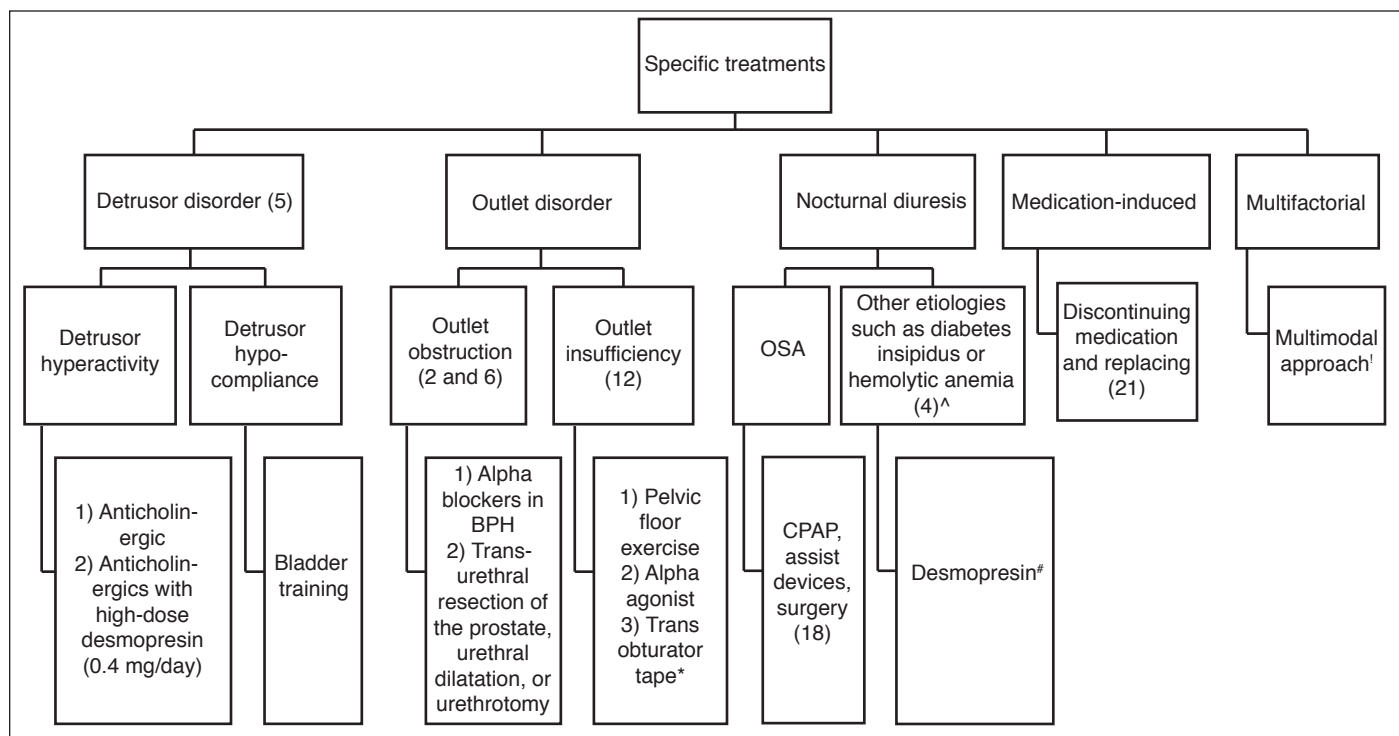 Specific treatments
Detrusor disorder (5)
Outlet disorder
Nocturnal diuresis
Medication-induced
Multifactorial
Detrusor
hyperactivity
Detrusor
hypo-
compliance
Outlet
obstruction
(2 and 6)
Outlet
insufficiency
(12)
OSA
Other etiologies
such as diabetes
insipidus or
hemolytic anemia
(4)^
Discontinuing
medication
and replacing
(21)
Multimodal
approach!
1) Anticholin-
ergic
2) Anticholin-
ergics with
high-dose
desmopresin
(0.4 mg/day)
Bladder
training
1) Alpha
blockers in
BPH
2) Trans-
urethral
resection of
the prostate,
urethral
dilatation, or
urethrotomy
1) Pelvic
floor
exercise
2) Alpha
agonist
3) Trans
obturator
tape*
CPAP,
assist
devices,
surgery
(18)
Desmopresin#